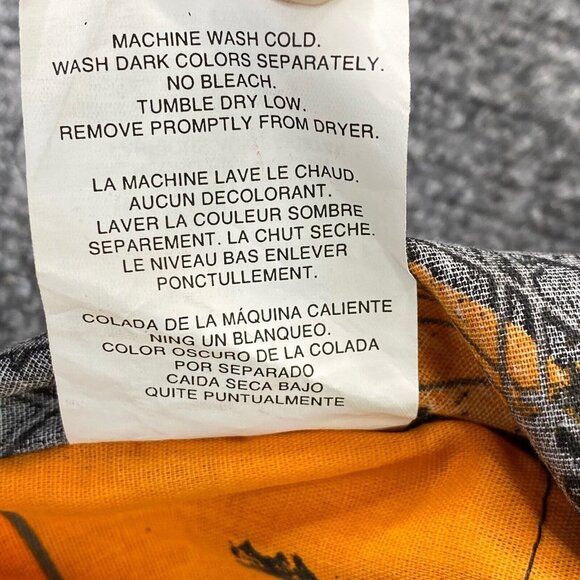 MACHINE WASH COLD.
WASH DARK COLORS SEPARATELY.
NO BLEACH.
TUMBLE DRY LOW.
REMOVE PROMPTLY FROM DRYER.
LA MACHINE LAVE LE CHAUD.
AUCUN DECOLORANT.
LAVER LA COULEUR SOMBRE
SEPAREMENT. LA CHUT SECHE.
LE NIVEAU BAS ENLEVER
PONCTULLEMENT.
COLADA DE LA MÁQUINA CALIENTE
NING UN BLANQUEO.
COLOR OSCURO DE LA COLADA
POR SEPARADO
CAIDA SECA BAJO
QUITE PUNTUALMENTE